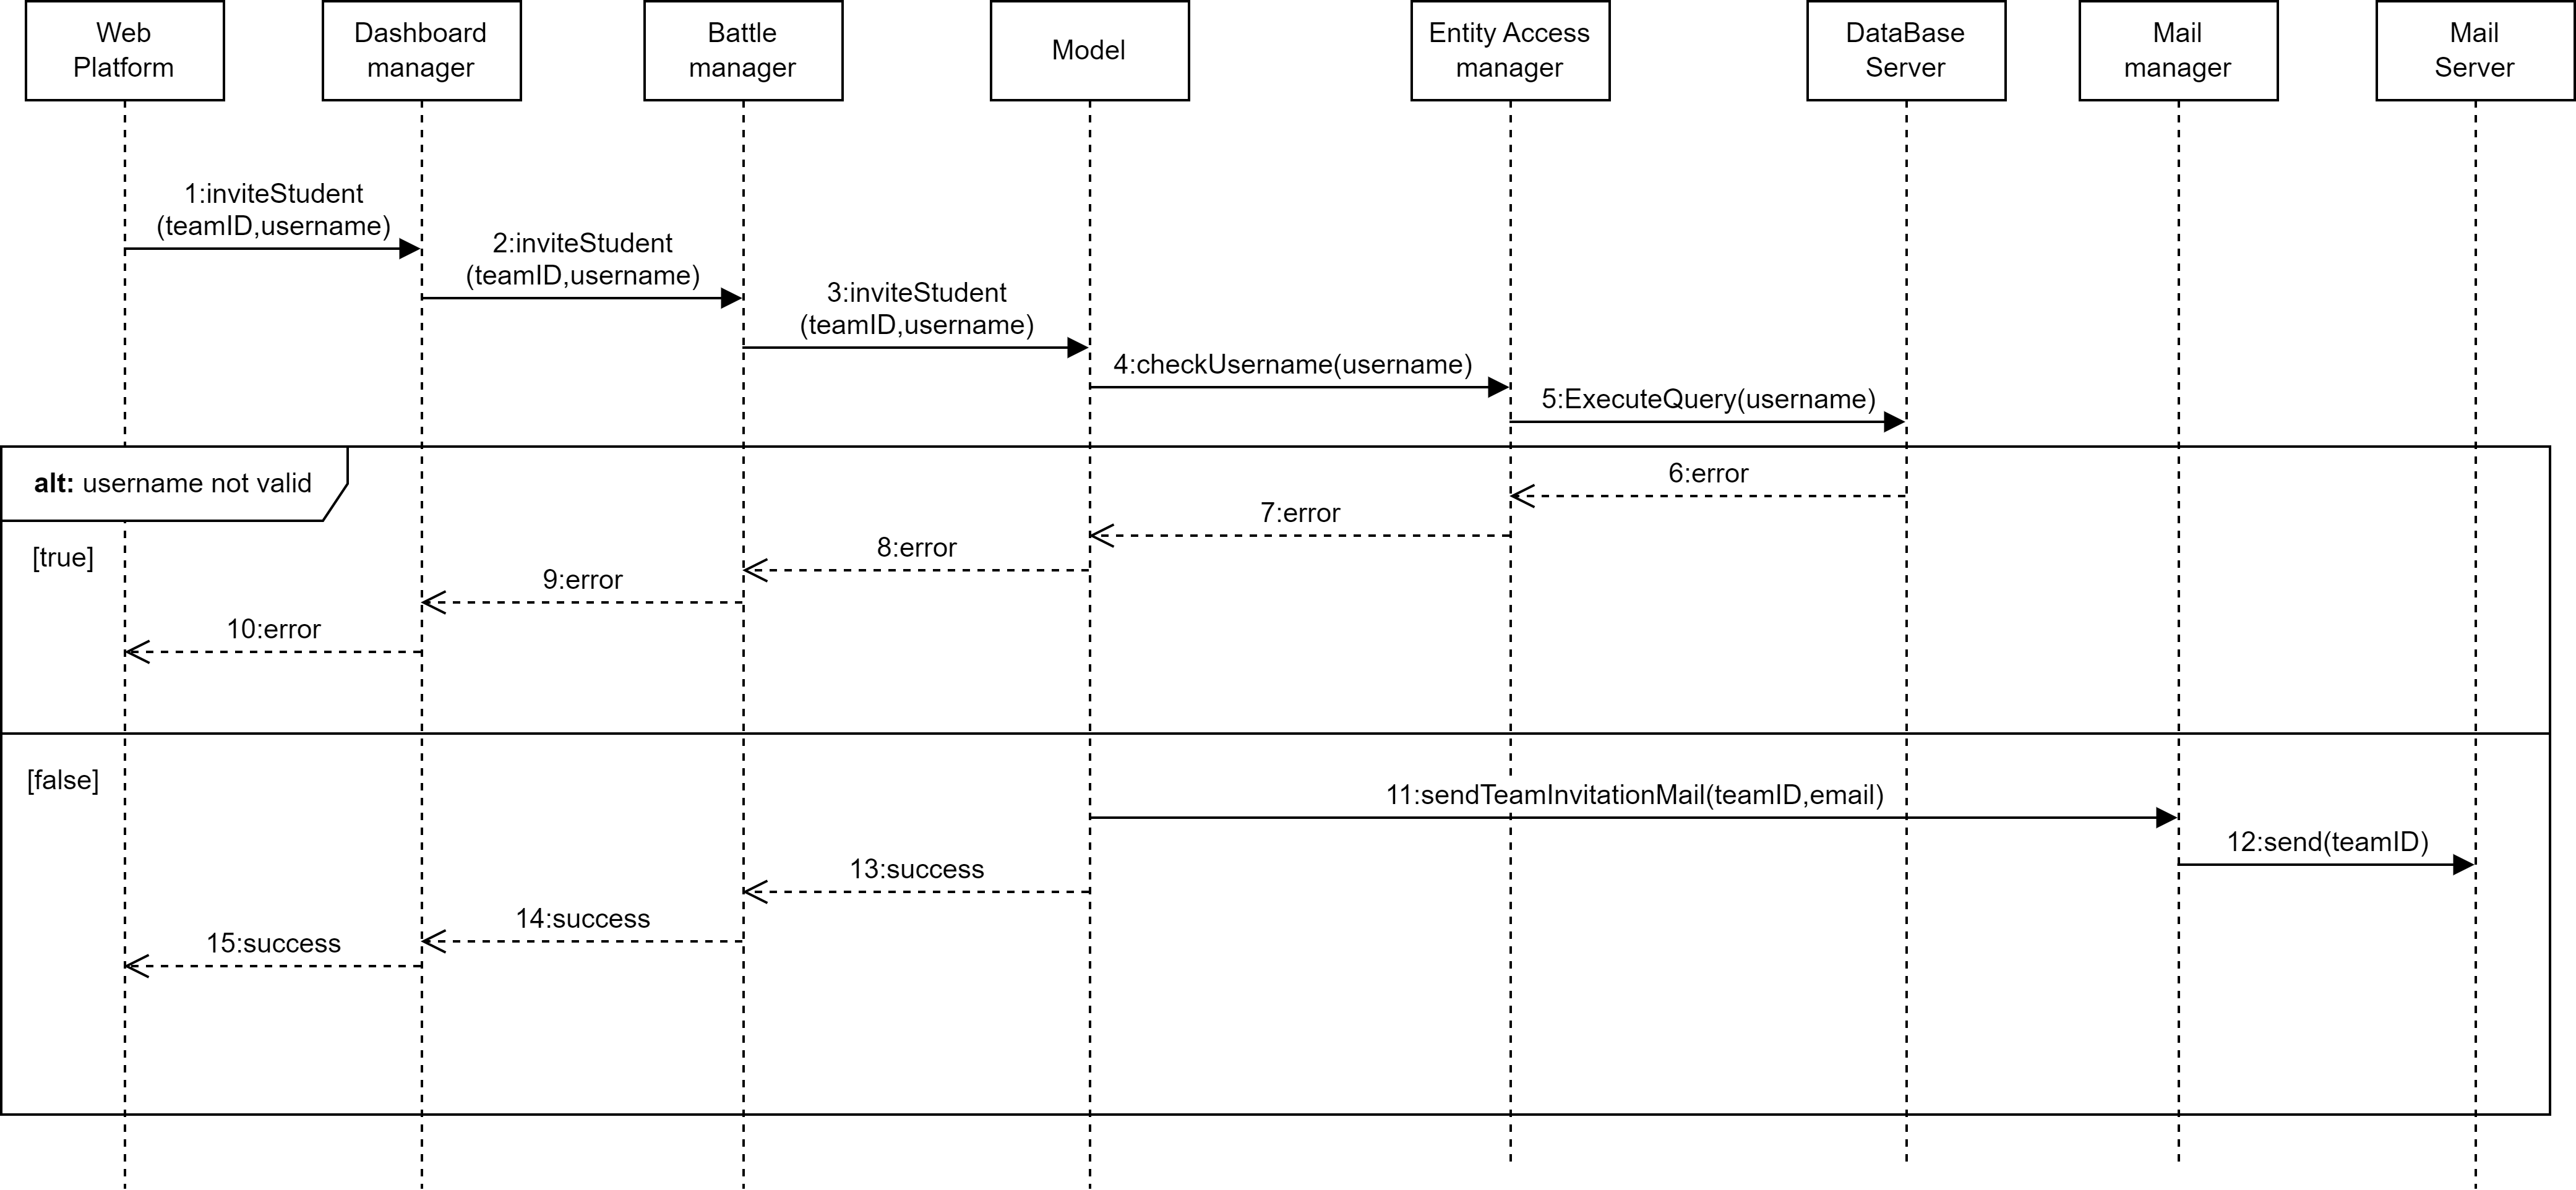 Web
Platform
Dashboard
manager
Battle
manager
Model
Entity Access
manager
DataBase
Server
Mail
manager
Mail
Server
1:inviteStudent
(teamID,username)
2:inviteStudent
(teamID,username)
3:inviteStudent
(teamID,username)
4:checkUsername(username)
5:ExecuteQuery(username)
alt: username not valid
6:error
7:error
8:error
[true]
9:error
10:error
[false]
11:sendTeamInvitationMail(teamID,email)
12:send(teamID)
13:success
14:success
15:success